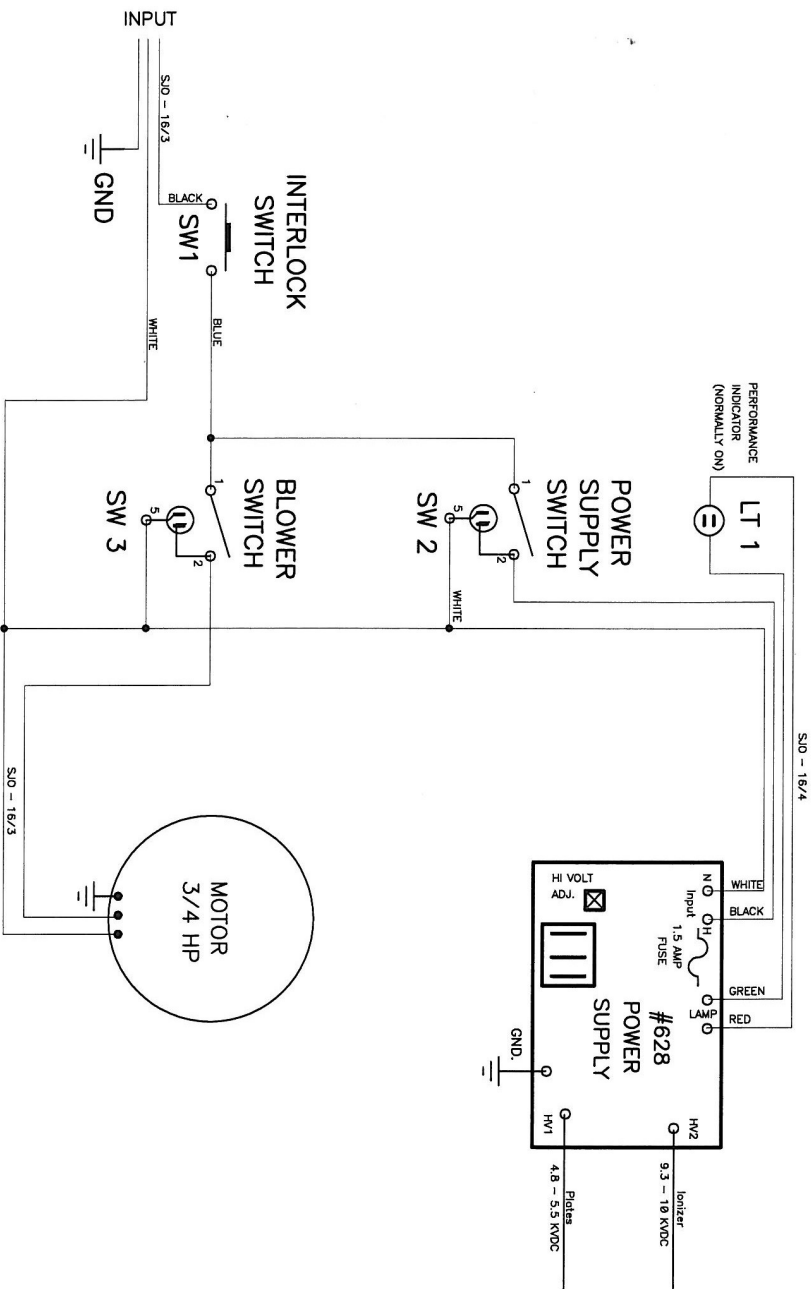 INPUT
SJO - 16/3
GND
BLACK
INTERLOCK
SWITCH
SW1
BLUE
WHITE
PERFORMANCE
INDICATOR
(NORMALLY ON)
LT 1
POWER
SUPPLY
SWITCH
1
2
5
SW 2
WHITE
BLOWER
SWITCH
1
2
5
SW 3
SJO - 16/4
SJO - 16/3
MOTOR
3/4 HP
HI VOLT
ADJ.
N
Input
H
1.5 AMP
FUSE
LAMP
WHITE
BLACK
GREEN
RED
#628
POWER
SUPPLY
GND.
HV1
HV2
Plates
4.8 - 5.5 KVDC
Ionizer
9.3 - 10 KVDC